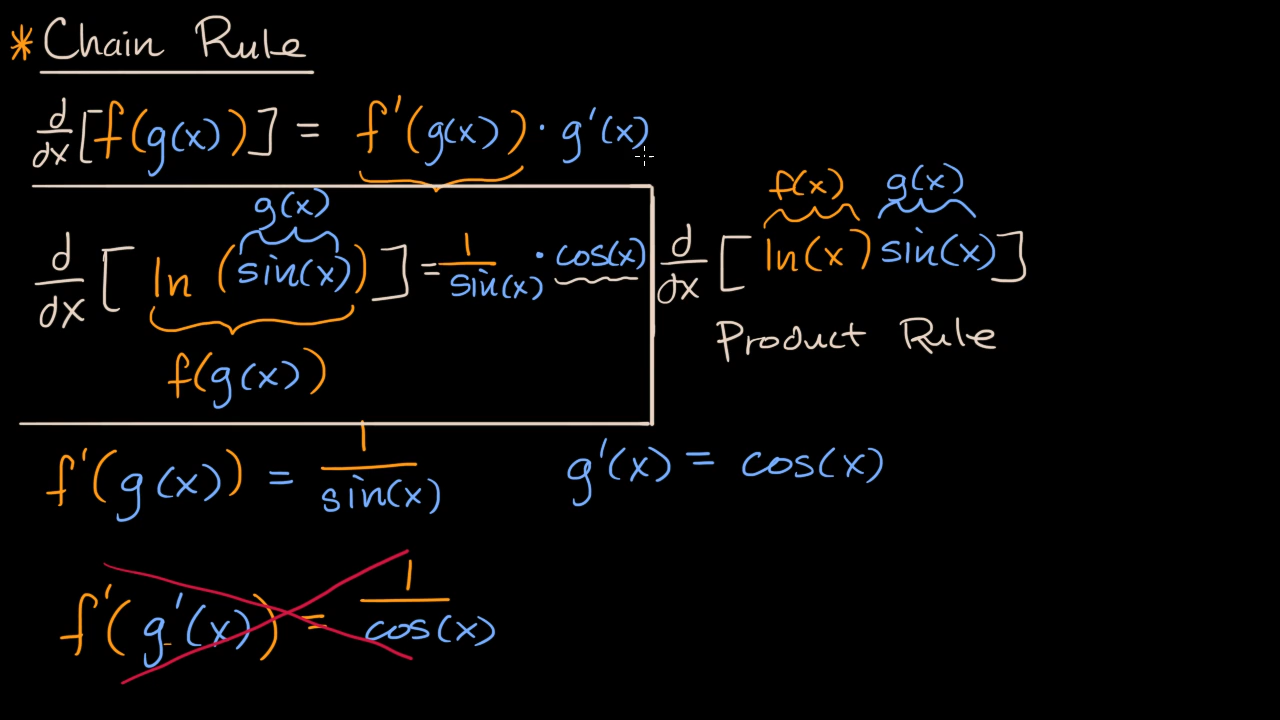 * Chain Rule
d/dx [f(g(x))] = f'(g(x)) · g'(x)
g(x)
d/dx [ln(sin(x))] = 1/sin(x) · cos(x)
f(g(x))
f(x) g(x)
d/dx [ln(x) sin(x)]
Product Rule
f'(g(x)) = 1/sin(x)
g'(x) = cos(x)
f'(g'(x)) = 1/cos(x)